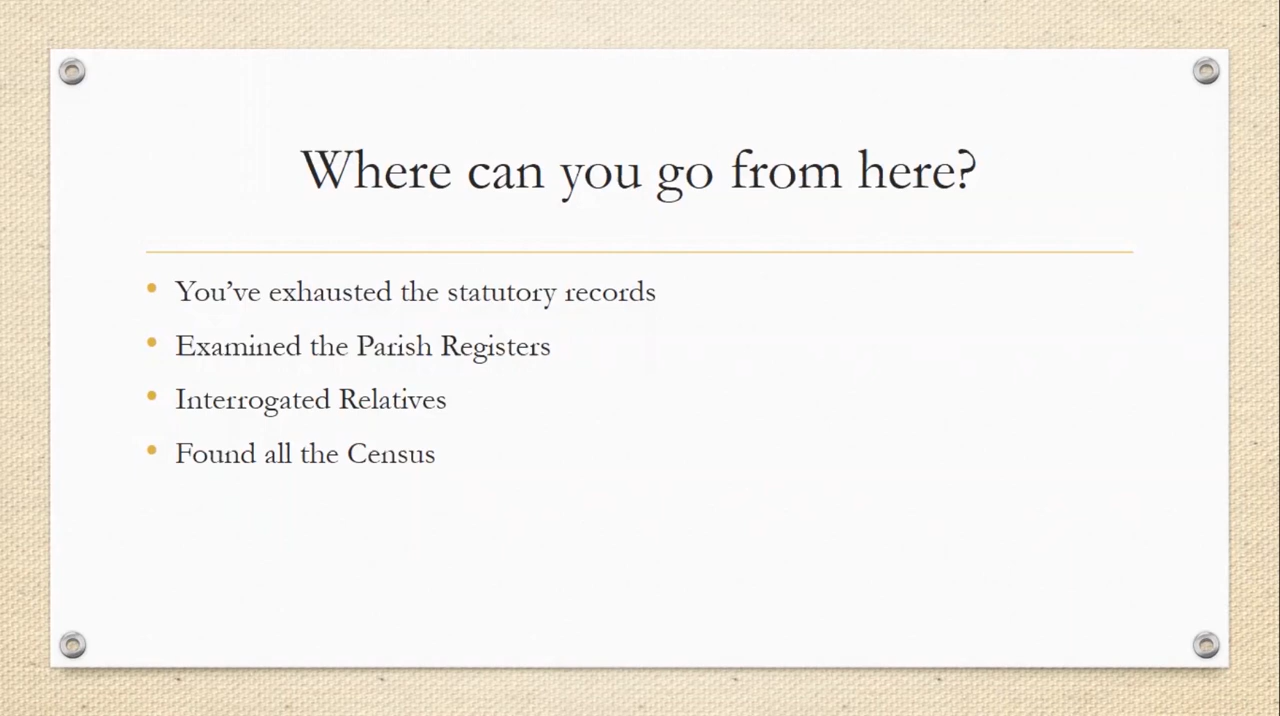 Where can you go from here?
• You’ve exhausted the statutory records
• Examined the Parish Registers
• Interrogated Relatives
• Found all the Census